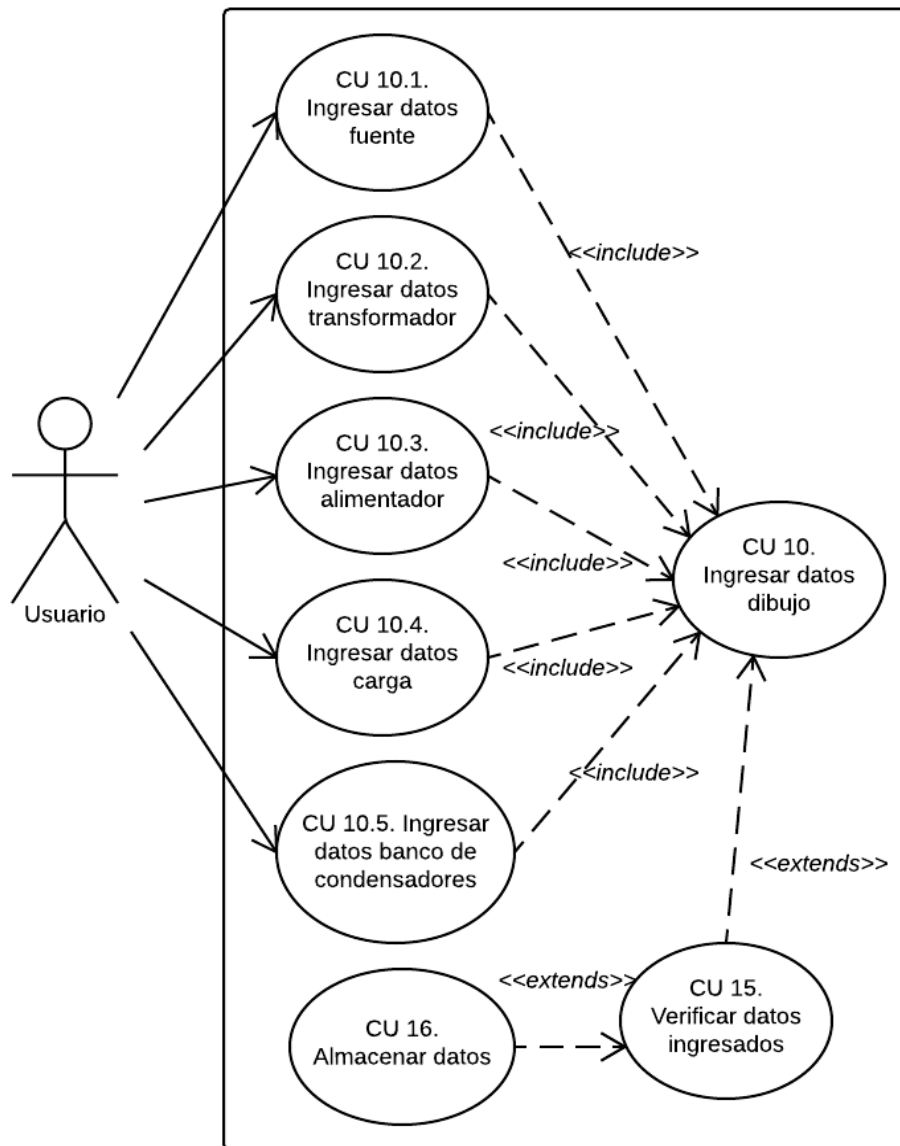 CU 10.1.
Ingresar datos
fuente
<<include>>
CU 10.2.
Ingresar datos
transformador
<<include>>
CU 10.3.
Ingresar datos
alimentador
<<include>>
CU 10.
Ingresar datos
dibujo
Usuario
CU 10.4.
Ingresar datos
carga
<<include>>
<<include>>
CU 10.5. Ingresar
datos banco de
condensadores
<<extends>>
<<extends>>
CU 15.
Verificar datos
ingresados
CU 16.
Almacenar datos